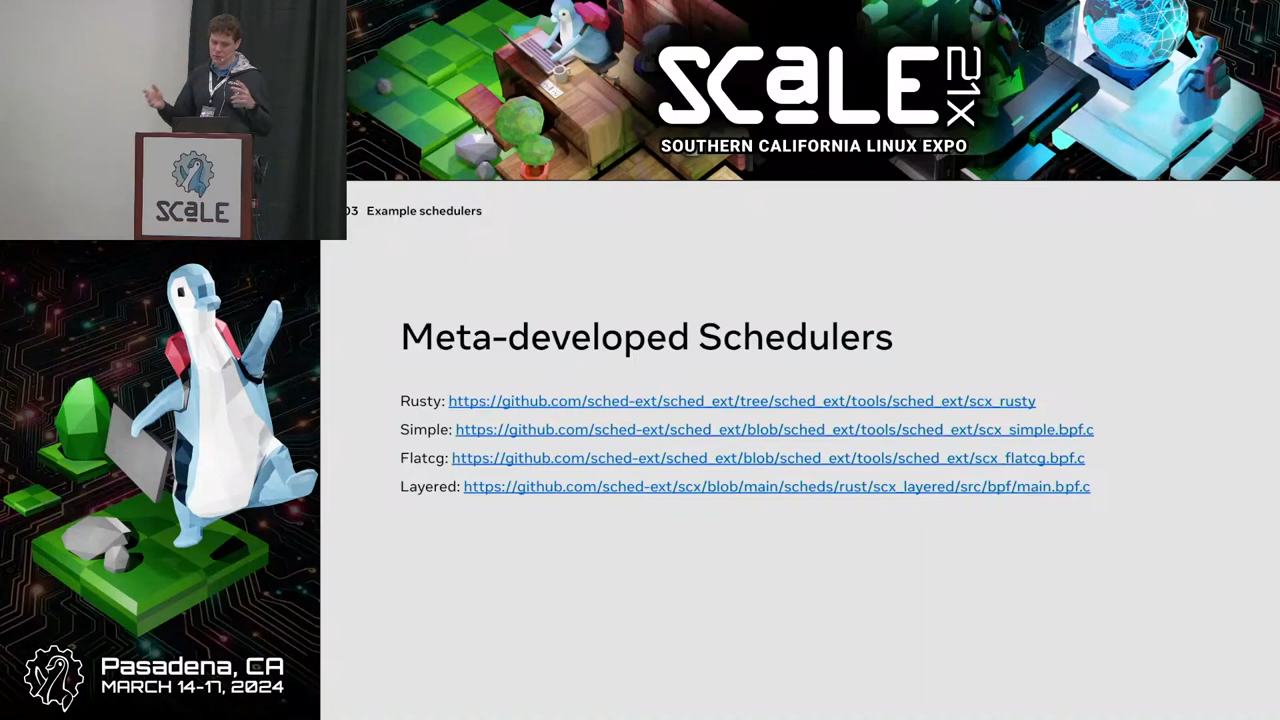 SCaLE
21X
SOUTHERN CALIFORNIA LINUX EXPO
SCaLE
03 Example schedulers
Meta-developed Schedulers
Rusty: https://github.com/sched-ext/sched_ext/tree/sched_ext/tools/sched_ext/scx_rusty
Simple: https://github.com/sched-ext/sched_ext/blob/sched_ext/tools/sched_ext/scx_simple.bpf.c
Flatcg: https://github.com/sched-ext/sched_ext/blob/sched_ext/tools/sched_ext/scx_flatcg.bpf.c
Layered: https://github.com/sched-ext/scx/blob/main/scheds/rust/scx_layered/src/bpf/main.bpf.c
Pasadena, CA
MARCH 14-17, 2024